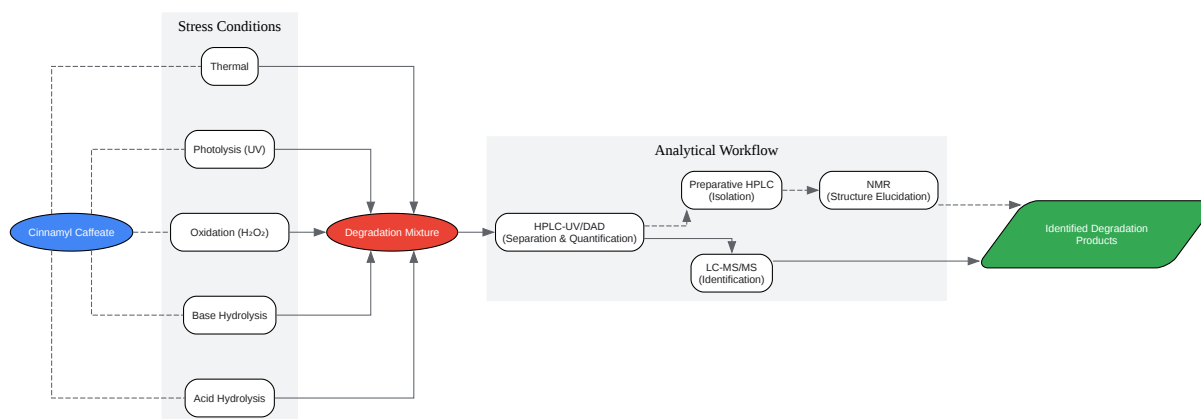 Stress Conditions
Thermal
Photolysis (UV)
Cinnamyl Caffeate
Oxidation (H₂O₂)
Degradation Mixture
Base Hydrolysis
Acid Hydrolysis
Analytical Workflow
HPLC-UV/DAD
(Separation & Quantification)
Preparative HPLC
(Isolation)
NMR
(Structure Elucidation)
LC-MS/MS
(Identification)
Identified Degradation
Products